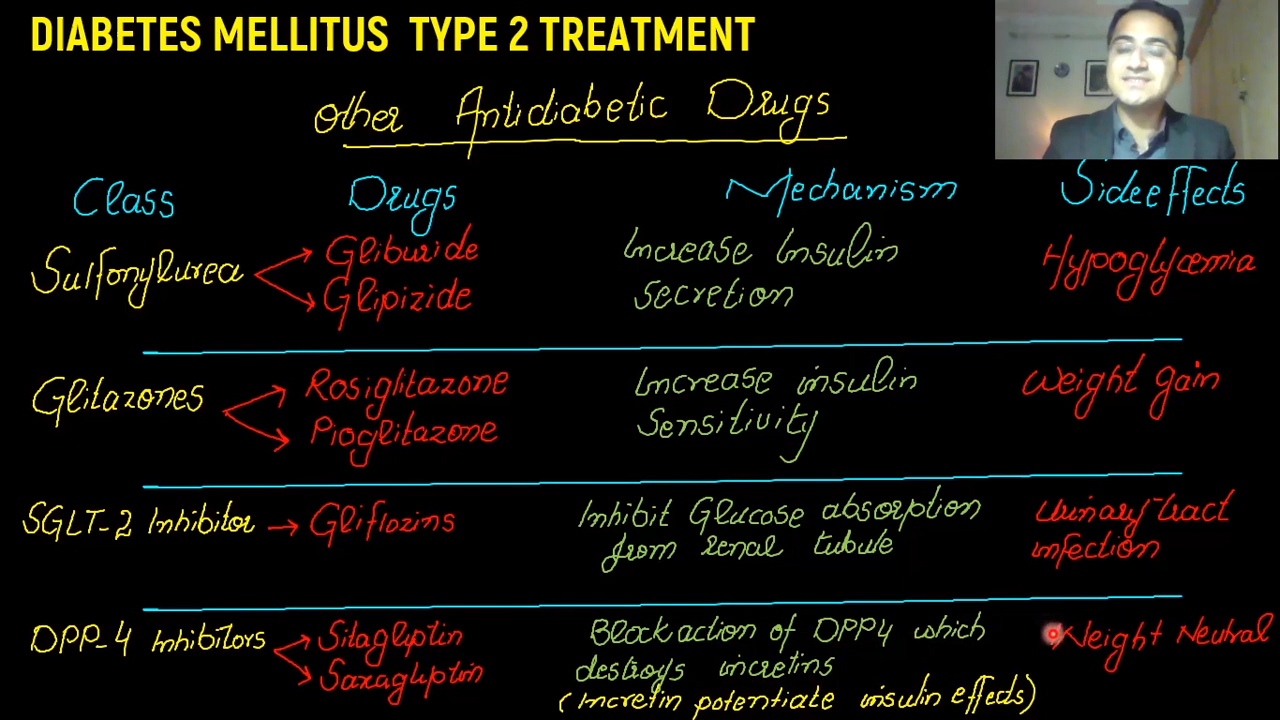 DIABETES MELLITUS TYPE 2 TREATMENT
Other Antidiabetic Drugs
Class Drugs Mechanism Side effects
Sulfonylurea Gliburide Increase Insulin Hypoglycemia
Glipizide Secretion
Glitazones Rosiglitazone Increase insulin Weight gain
Pioglitazone Sensitivity
SGLT-2 Inhibitor Gliflozins Inhibit Glucose absorption Urinary tract
from renal tubule infection
DPP-4 Inhibitors Sitagliptin Block action of DPP4 which Weight Neutral
Saxagliptin destroys incretins
(Incretin potentiate insulin effects)